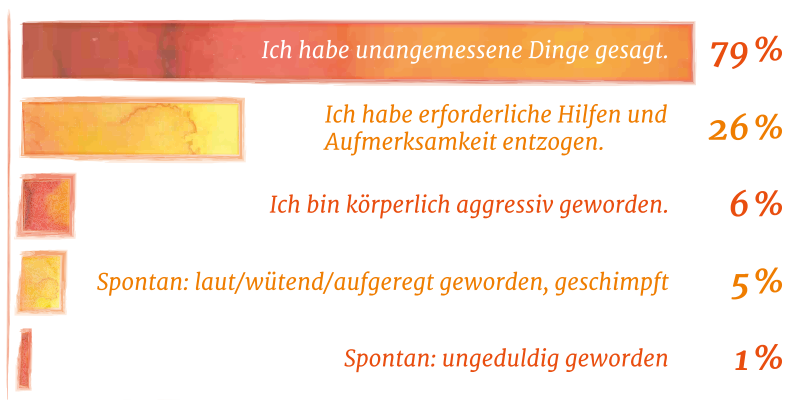 Ich habe unangemessene Dinge gesagt. 79 %
Ich habe erforderliche Hilfen und
Aufmerksamkeit entzogen. 26 %
Ich bin körperlich aggressiv geworden. 6 %
Spontan: laut/wütend/aufgeregt geworden, geschimpft 5 %
Spontan: ungeduldig geworden 1 %